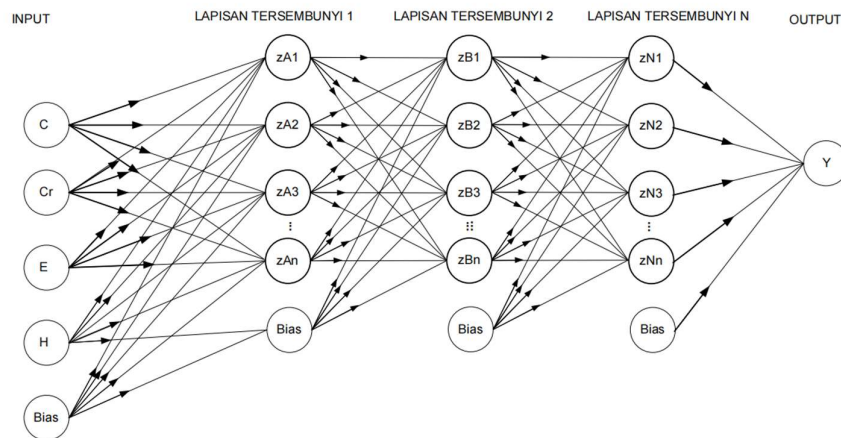 INPUT
LAPISAN TERSEMBUNYI 1
LAPISAN TERSEMBUNYI 2
LAPISAN TERSEMBUNYI N
OUTPUT
C
Cr
E
H
Bias
zA1
zA2
zA3
zAn
Bias
zB1
zB2
zB3
zBn
Bias
zN1
zN2
zN3
zNn
Bias
Y